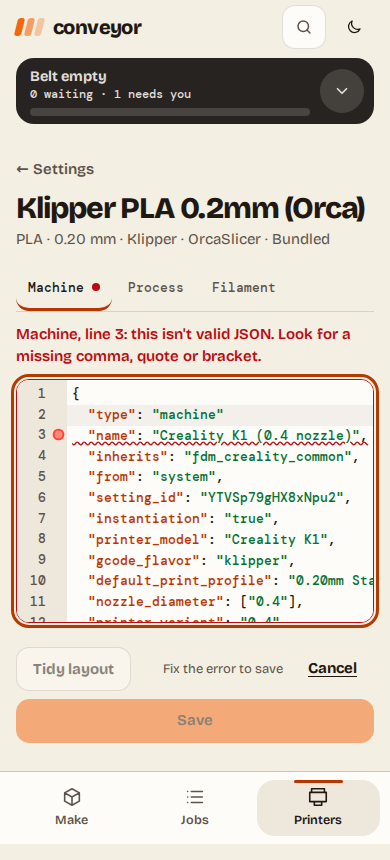 conveyor
Belt empty
0 waiting · 1 needs you
← Settings
Klipper PLA 0.2mm (Orca)
PLA · 0.20 mm · Klipper · OrcaSlicer · Bundled
Machine Process Filament
Machine, line 3: this isn't valid JSON. Look for a
missing comma, quote or bracket.
1 {
2 "type": "machine"
3 "name": "Creality K1 (0.4 nozzle)",
4 "inherits": "fdm_creality_common",
5 "from": "system",
6 "setting_id": "YTVSp79gHX8xNpu2",
7 "instantiation": "true",
8 "printer_model": "Creality K1",
9 "gcode_flavor": "klipper",
10 "default_print_profile": "0.20mm Sta
11 "nozzle_diameter": ["0.4"],
12 "printer_variant": "0.4"
Tidy layout Fix the error to save Cancel
Save
Make Jobs Printers